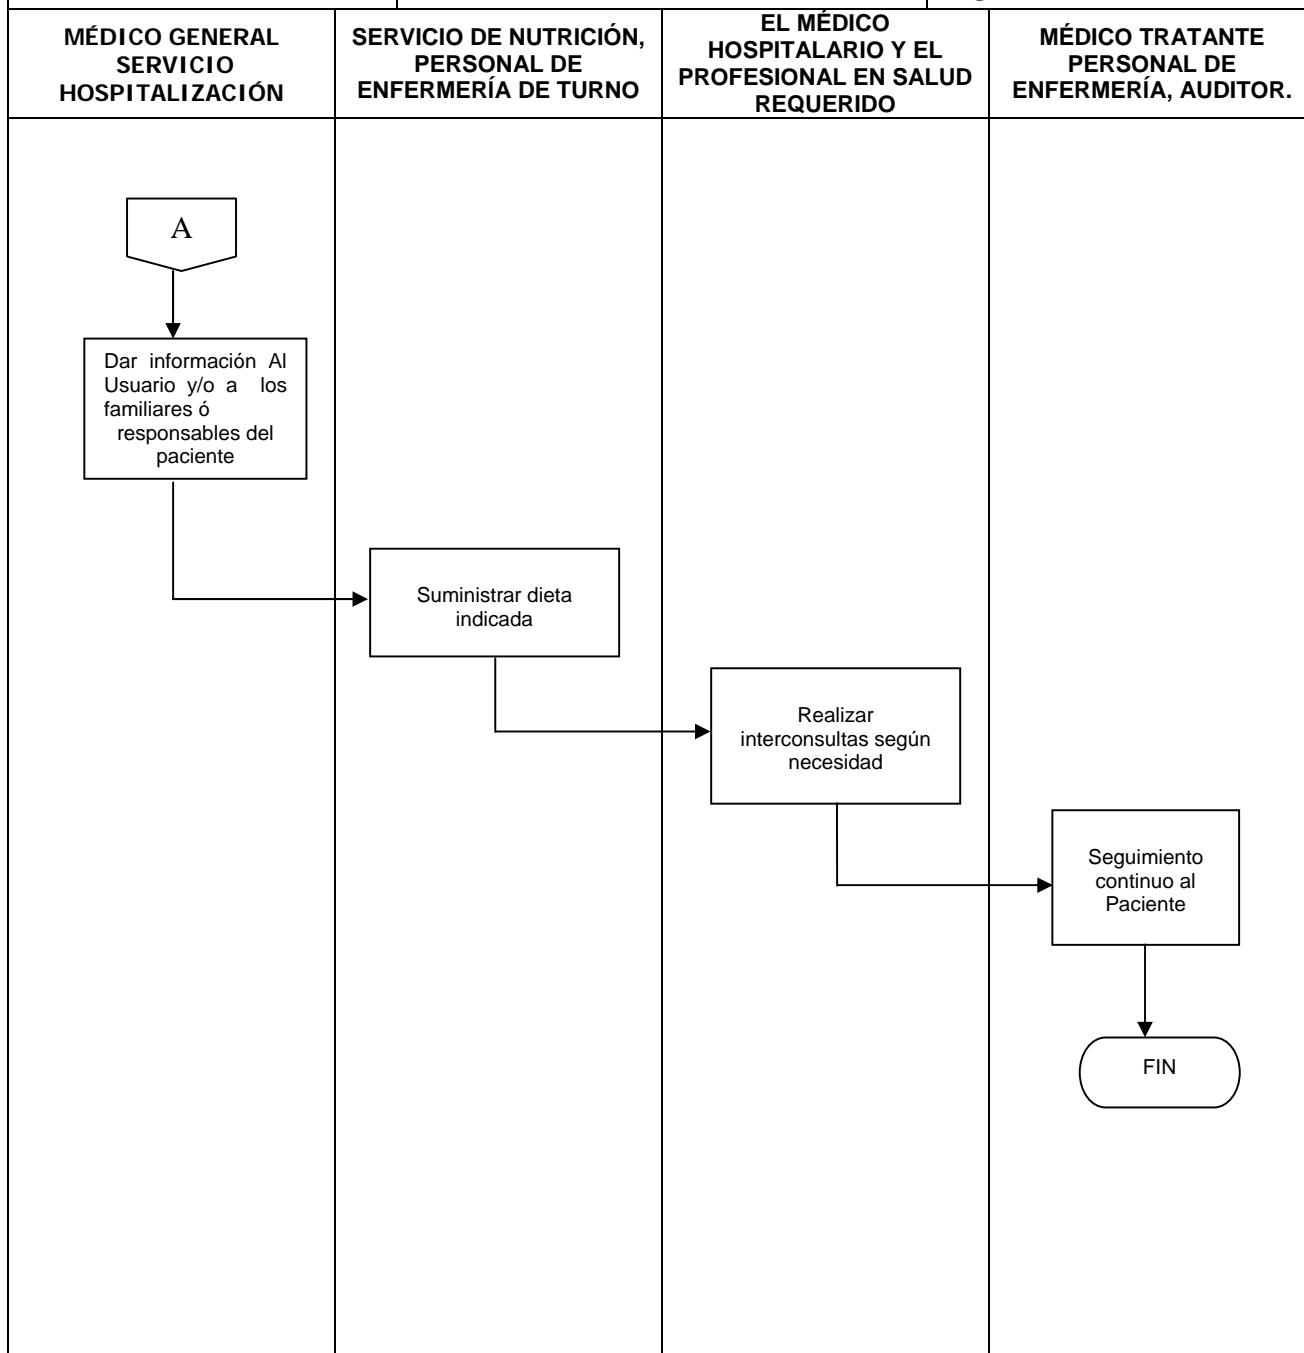 MÉDICO GENERAL
SERVICIO
HOSPITALIZACIÓN
SERVICIO DE NUTRICIÓN,
PERSONAL DE
ENFERMERÍA DE TURNO
EL MÉDICO
HOSPITALARIO Y EL
PROFESIONAL EN SALUD
REQUERIDO
MÉDICO TRATANTE
PERSONAL DE
ENFERMERÍA, AUDITOR.
A
Dar información Al
Usuario y/o a los
familiares ó
responsables del
paciente
Suministrar dieta
indicada
Realizar
interconsultas según
necesidad
Seguimiento
continuo al
Paciente
FIN